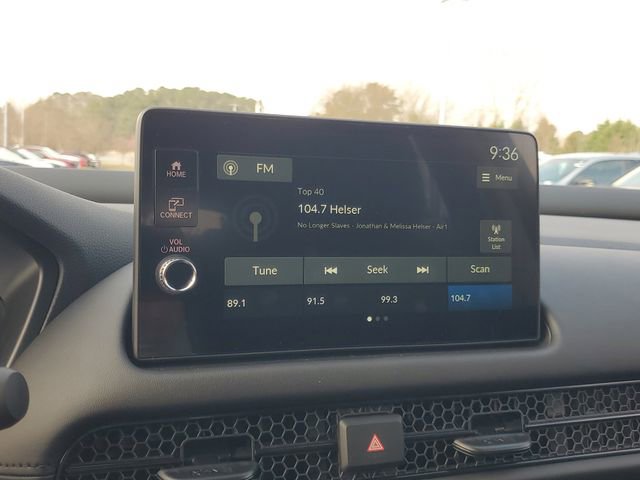 9:36
HOME
FM
Menu
Top 40
CONNECT
104.7 Helser
No Longer Slaves - Jonathan & Melissa Helser - Air1
Station
List
VOL
AUDIO
Tune
Seek
Scan
89.1
91.5
99.3
104.7